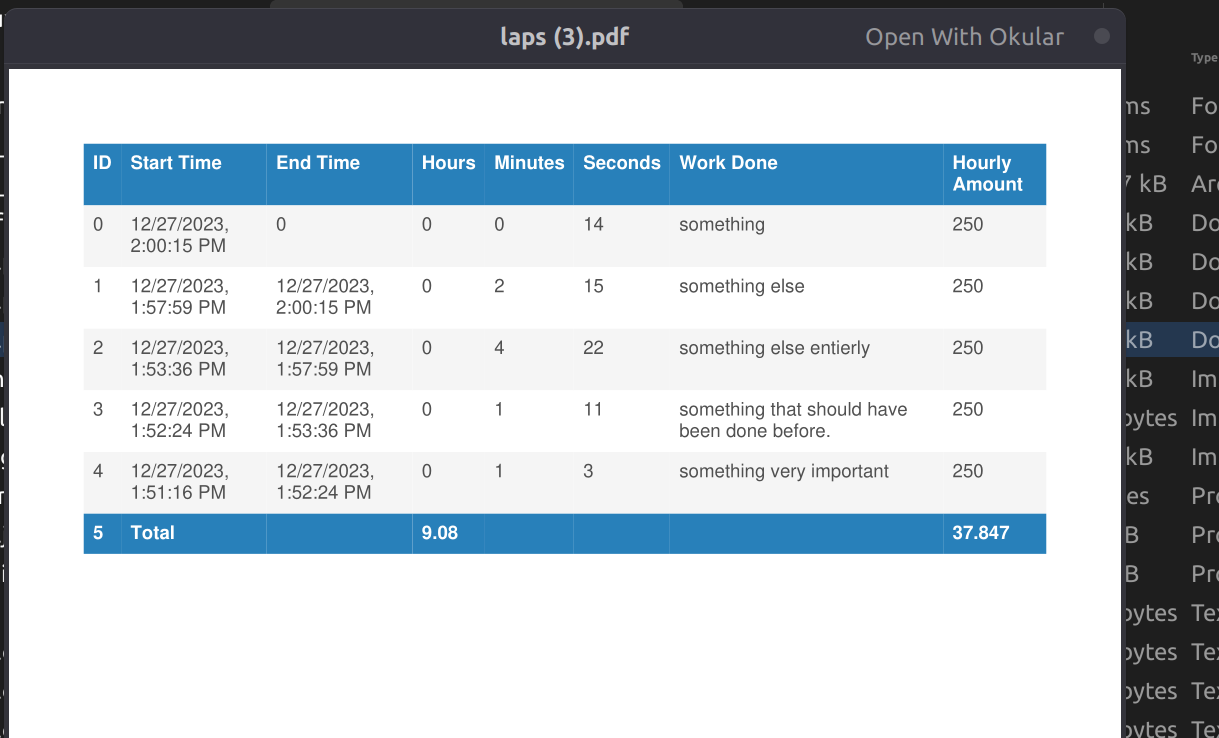 laps (3).pdf Open With Okular
Type
ID Start Time End Time Hours Minutes Seconds Work Done Hourly
Amount
0 12/27/2023, 0 0 0 14 something 250
2:00:15 PM
1 12/27/2023, 12/27/2023, 0 2 15 something else 250
1:57:59 PM 2:00:15 PM
2 12/27/2023, 12/27/2023, 0 4 22 something else entierly 250
1:53:36 PM 1:57:59 PM
3 12/27/2023, 12/27/2023, 0 1 11 something that should have 250
1:52:24 PM 1:53:36 PM been done before.
4 12/27/2023, 12/27/2023, 0 1 3 something very important 250
1:51:16 PM 1:52:24 PM
5 Total 9.08 37.847
ms Fo
ms Fo
7 kB Ar
kB Do
kB Do
kB Do
kB Do
kB Im
bytes Im
kB Im
es Pr
B Pr
B Pr
bytes Te
bytes Te
bytes Te
bytes Te